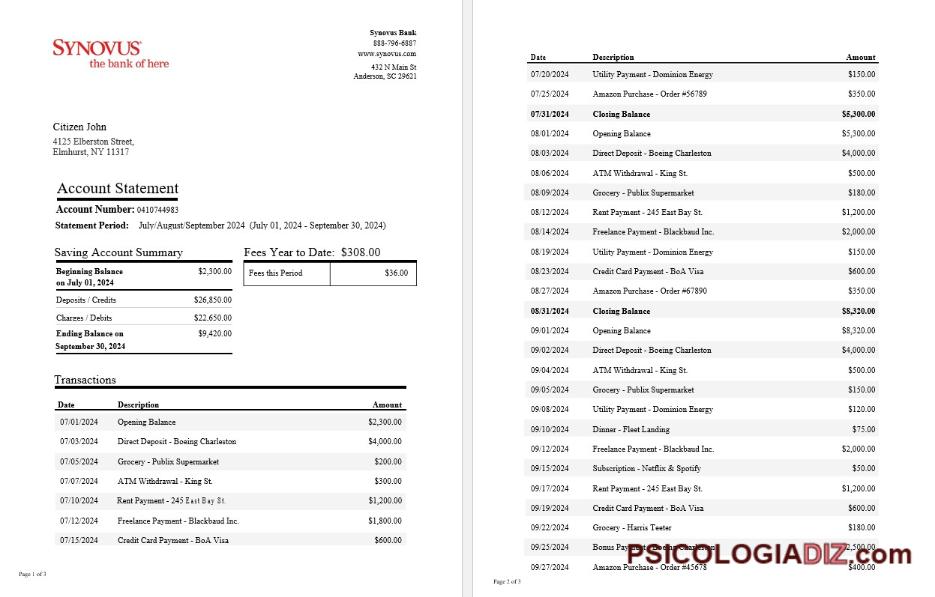 SYNOVUS
the bank of here
Synovus Bank
888-796-6887
www.synovus.com
432 N Main St
Anderson, SC 29621
Citizen John
4125 Elberston Street,
Elmhurst, NY 11317
Account Statement
Account Number: 0410744983
Statement Period: July/August/September 2024 (July 01, 2024 - September 30, 2024)
Saving Account Summary
Beginning Balance $2,300.00
on July 01, 2024
Deposits / Credits $26,850.00
Charges / Debits $22,650.00
Ending Balance on $9,420.00
September 30, 2024
Fees Year to Date: $308.00
Fees this Period $36.00
Transactions
Date Description Amount
07/01/2024 Opening Balance $2,300.00
07/03/2024 Direct Deposit - Boeing Charleston $4,000.00
07/05/2024 Grocery - Publix Supermarket $200.00
07/07/2024 ATM Withdrawal - King St. $300.00
07/10/2024 Rent Payment - 245 East Bay St. $1,200.00
07/12/2024 Freelance Payment - Blackbaud Inc. $1,800.00
07/15/2024 Credit Card Payment - BoA Visa $600.00
Page 1 of 3
Date Description Amount
07/20/2024 Utility Payment - Dominion Energy $150.00
07/25/2024 Amazon Purchase - Order #56789 $350.00
07/31/2024 Closing Balance $5,300.00
08/01/2024 Opening Balance $5,300.00
08/03/2024 Direct Deposit - Boeing Charleston $4,000.00
08/06/2024 ATM Withdrawal - King St. $500.00
08/09/2024 Grocery - Publix Supermarket $180.00
08/12/2024 Rent Payment - 245 East Bay St. $1,200.00
08/14/2024 Freelance Payment - Blackbaud Inc. $2,000.00
08/19/2024 Utility Payment - Dominion Energy $150.00
08/23/2024 Credit Card Payment - BoA Visa $600.00
08/27/2024 Amazon Purchase - Order #67890 $350.00
08/31/2024 Closing Balance $8,320.00
09/01/2024 Opening Balance $8,320.00
09/02/2024 Direct Deposit - Boeing Charleston $4,000.00
09/04/2024 ATM Withdrawal - King St. $500.00
09/05/2024 Grocery - Publix Supermarket $150.00
09/08/2024 Utility Payment - Dominion Energy $120.00
09/10/2024 Dinner - Fleet Landing $75.00
09/12/2024 Freelance Payment - Blackbaud Inc. $2,000.00
09/15/2024 Subscription - Netflix & Spotify $50.00
09/17/2024 Rent Payment - 245 East Bay St. $1,200.00
09/19/2024 Credit Card Payment - BoA Visa $600.00
09/22/2024 Grocery - Harris Teeter $180.00
09/25/2024 Bonus Payment - Boeing Charleston 2,500.00
PSICOLOGIADIZ.com
09/27/2024 Amazon Purchase - Order #45678 $400.00
Page 2 of 3